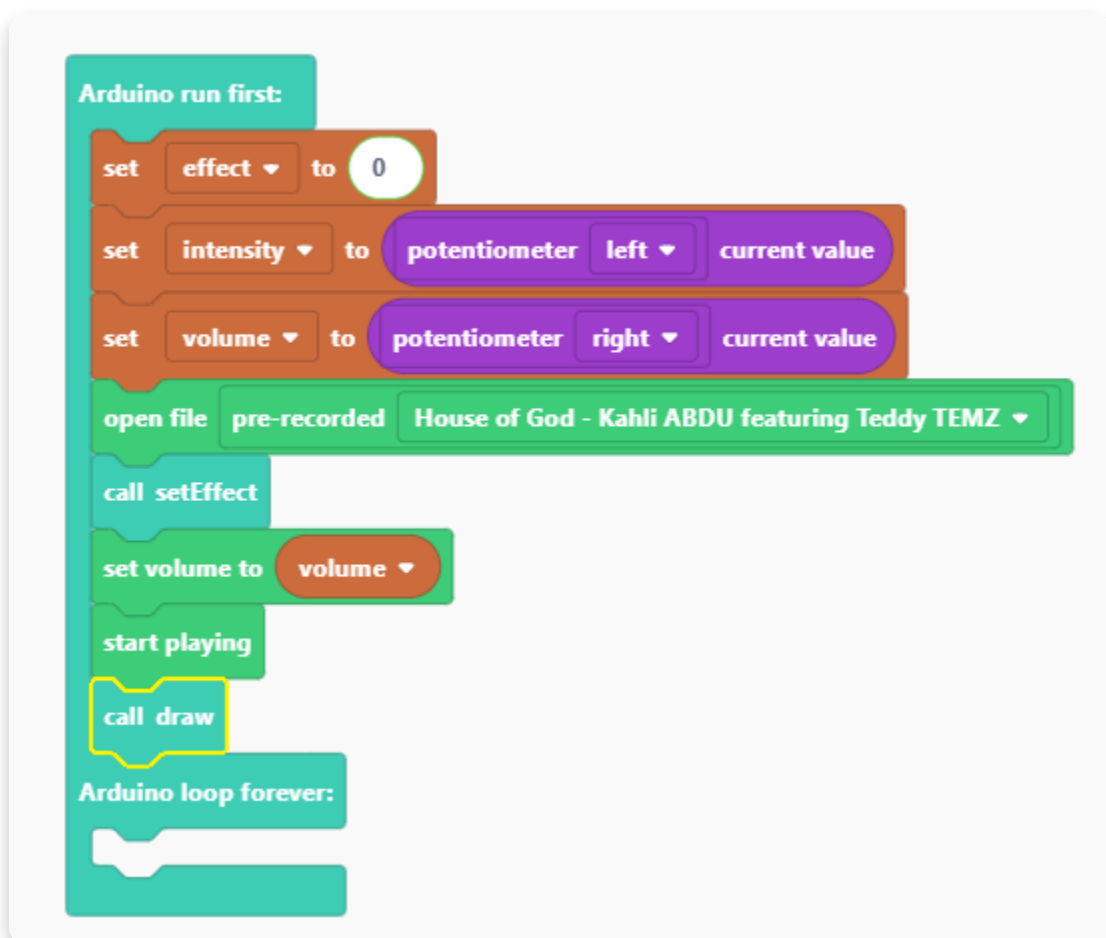 Arduino run first:
set effect to 0
set intensity to potentiometer left current value
set volume to potentiometer right current value
open file pre-recorded House of God - Kahli ABDU featuring Teddy TEMZ
call setEffect
set volume to volume
start playing
call draw
Arduino loop forever: